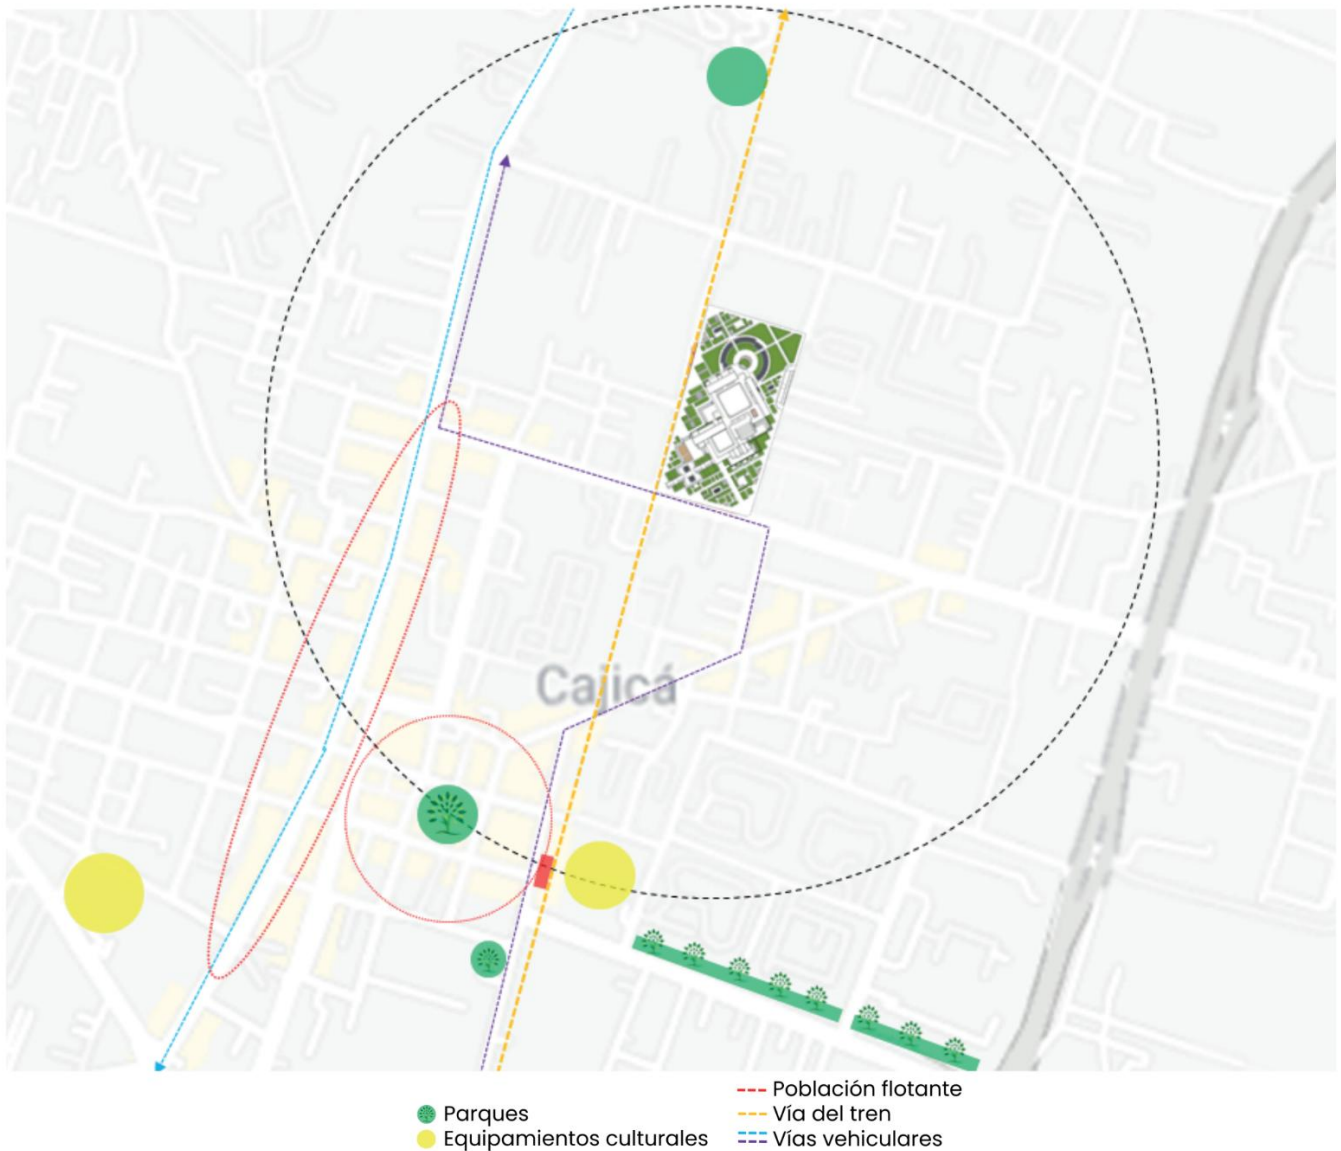 Cajicá
Parques
Equipamientos culturales
Población flotante
Vía del tren
Vías vehiculares